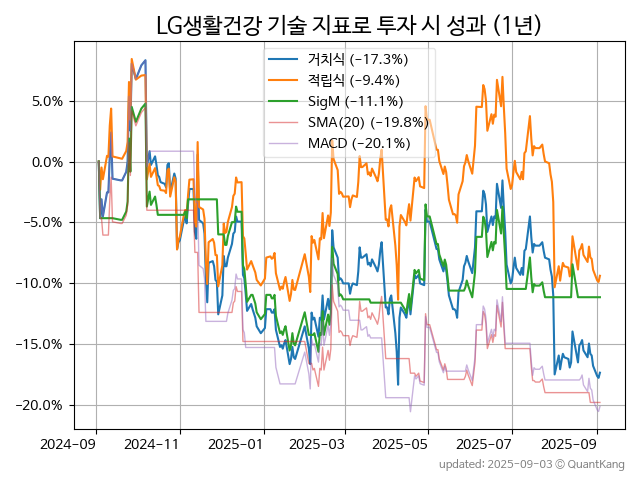 LG생활건강 기술 지표로 투자 시 성과 (1년)
거치식 (−17.3%)
적립식 (−9.4%)
SigM (−11.1%)
SMA(20) (−19.8%)
MACD (−20.1%)
5.0%
0.0%
−5.0%
−10.0%
−15.0%
−20.0%
2024-09 2024-11 2025-01 2025-03 2025-05 2025-07 2025-09
updated: 2025-09-03 © QuantKang